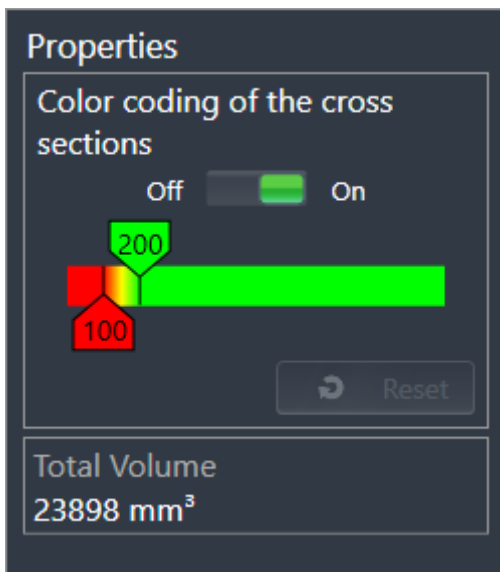 Properties
Color coding of the cross
sections
Off On
200
100
Reset
Total Volume
23898 mm³